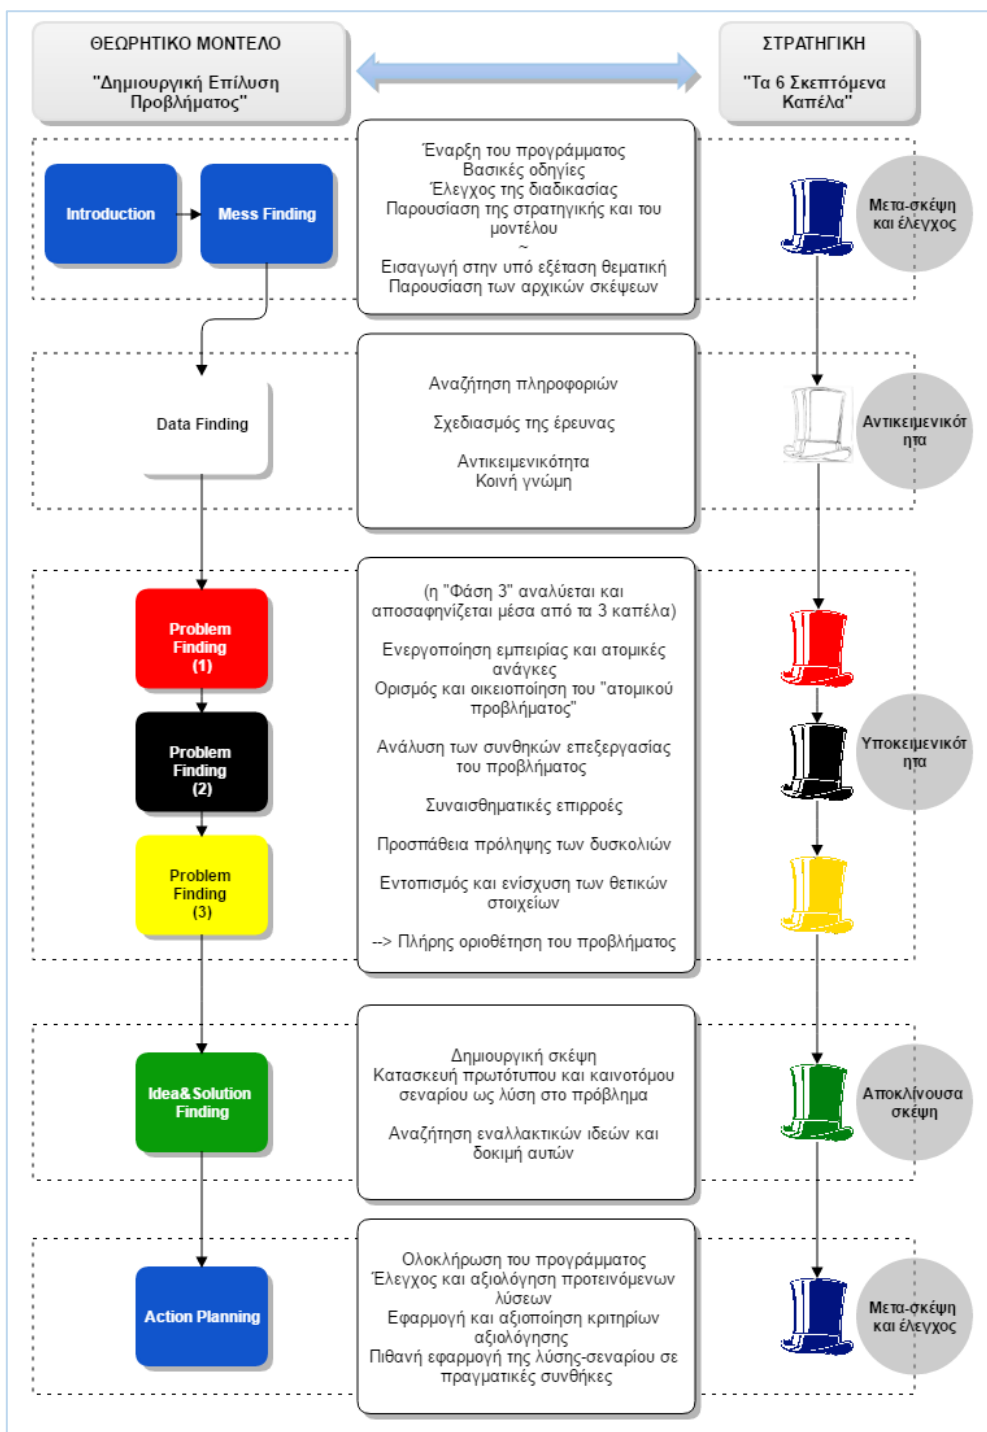 ΘΕΩΡΗΤΙΚΟ ΜΟΝΤΕΛΟ
"Δημιουργική Επίλυση
Προβλήματος"
ΣΤΡΑΤΗΓΙΚΗ
"Τα 6 Σκεπτόμενα
Καπέλα"
Introduction
Mess Finding
Έναρξη του προγράμματος
Βασικές οδηγίες
Έλεγχος της διαδικασίας
Παρουσίαση της στρατηγικής και του
μοντέλου
~
Εισαγωγή στην υπό εξέταση θεματική
Παρουσίαση των αρχικών σκέψεων
Μετα-σκέψη
και έλεγχος
Data Finding
Αναζήτηση πληροφοριών
Σχεδιασμός της έρευνας
Αντικειμενικότητα
Κοινή γνώμη
Αντικειμενικότ
ητα
Problem
Finding
(1)
Problem
Finding
(2)
Problem
Finding
(3)
(η "Φάση 3" αναλύεται και
αποσαφηνίζεται μέσα από τα 3 καπέλα)
Ενεργοποίηση εμπειρίας και ατομικές
ανάγκες
Ορισμός και οικειοποίηση του "ατομικού
προβλήματος"
Ανάλυση των συνθηκών επεξεργασίας
του προβλήματος
Συναισθηματικές επιρροές
Προσπάθεια πρόληψης των δυσκολιών
Εντοπισμός και ενίσχυση των θετικών
στοιχείων
--> Πλήρης οριοθέτηση του προβλήματος
Υποκειμενικότ
ητα
Idea&Solution
Finding
Δημιουργική σκέψη
Κατασκευή πρωτότυπου και καινοτόμου
σεναρίου ως λύση στο πρόβλημα
Αναζήτηση εναλλακτικών ιδεών και
δοκιμή αυτών
Αποκλίνουσα
σκέψη
Action Planning
Ολοκλήρωση του προγράμματος
Έλεγχος και αξιολόγηση προτεινόμενων
λύσεων
Εφαρμογή και αξιοποίηση κριτηρίων
αξιολόγησης
Πιθανή εφαρμογή της λύσης-σεναρίου σε
πραγματικές συνθήκες
Μετα-σκέψη
και έλεγχος